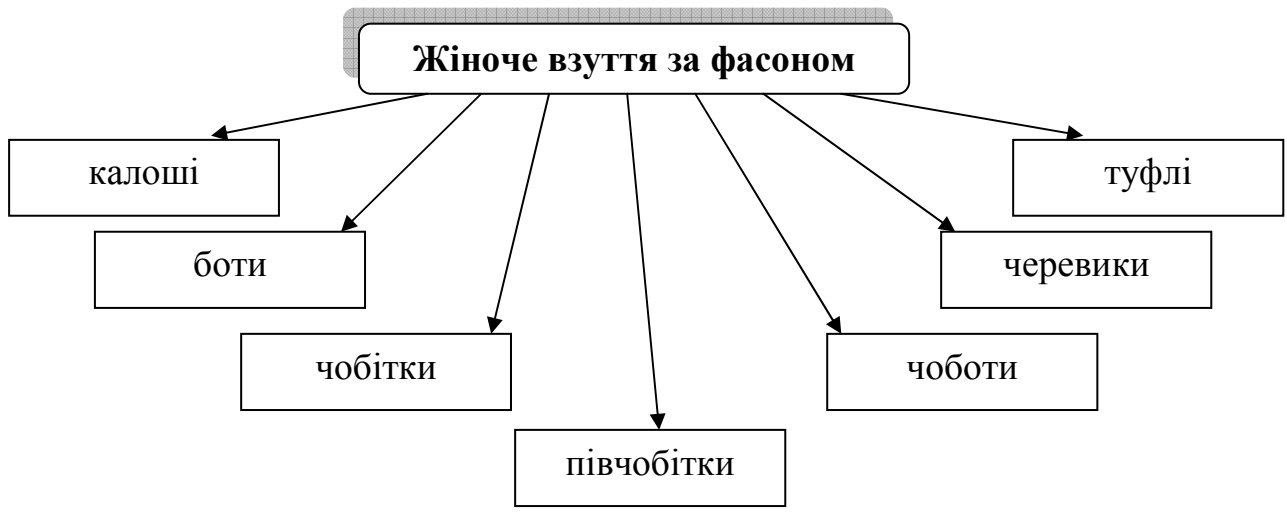 Жіноче взуття за фасоном
калоші
туфлі
боти
черевики
чобітки
чоботи
півчобітки